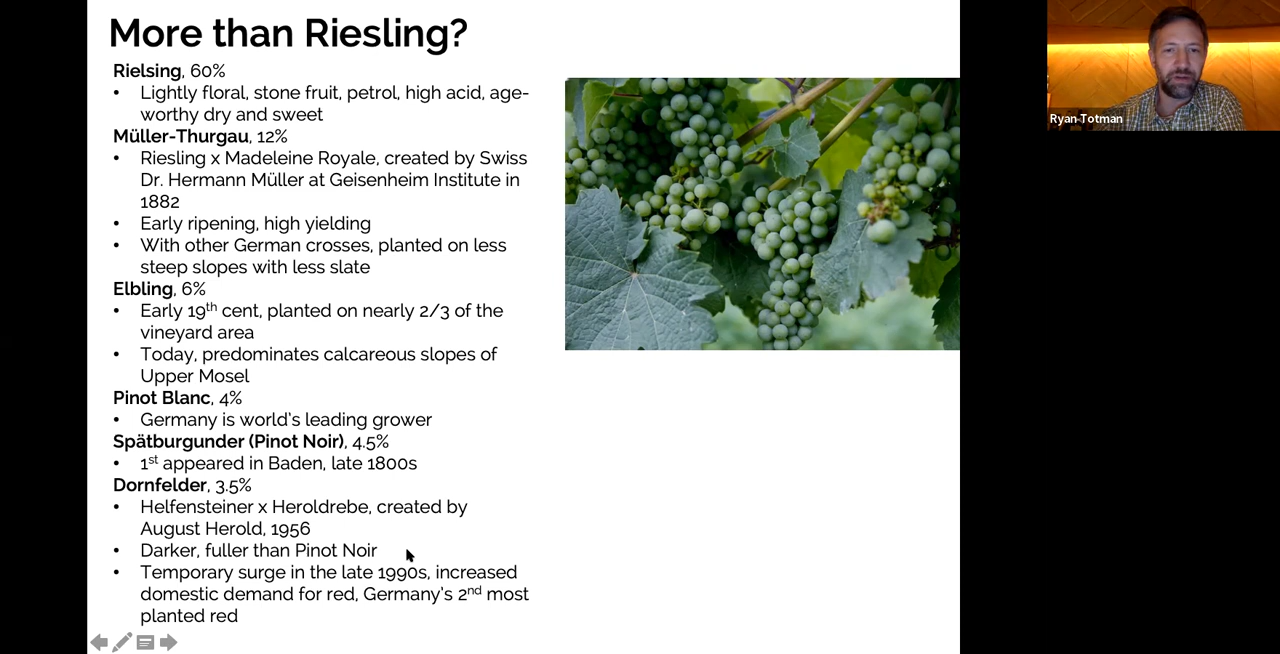 More than Riesling?
Rielsing, 60%
• Lightly floral, stone fruit, petrol, high acid, age-
worthy dry and sweet
Müller-Thurgau, 12%
• Riesling x Madeleine Royale, created by Swiss
Dr. Hermann Müller at Geisenheim Institute in
1882
• Early ripening, high yielding
• With other German crosses, planted on less
steep slopes with less slate
Elbling, 6%
• Early 19th cent, planted on nearly 2/3 of the
vineyard area
• Today, predominates calcareous slopes of
Upper Mosel
Pinot Blanc, 4%
• Germany is world's leading grower
Spätburgunder (Pinot Noir), 4.5%
• 1st appeared in Baden, late 1800s
Dornfelder, 3.5%
• Helfensteiner x Heroldrebe, created by
August Herold, 1956
• Darker, fuller than Pinot Noir
• Temporary surge in the late 1990s, increased
domestic demand for red, Germany's 2nd most
planted red
Ryan Totman